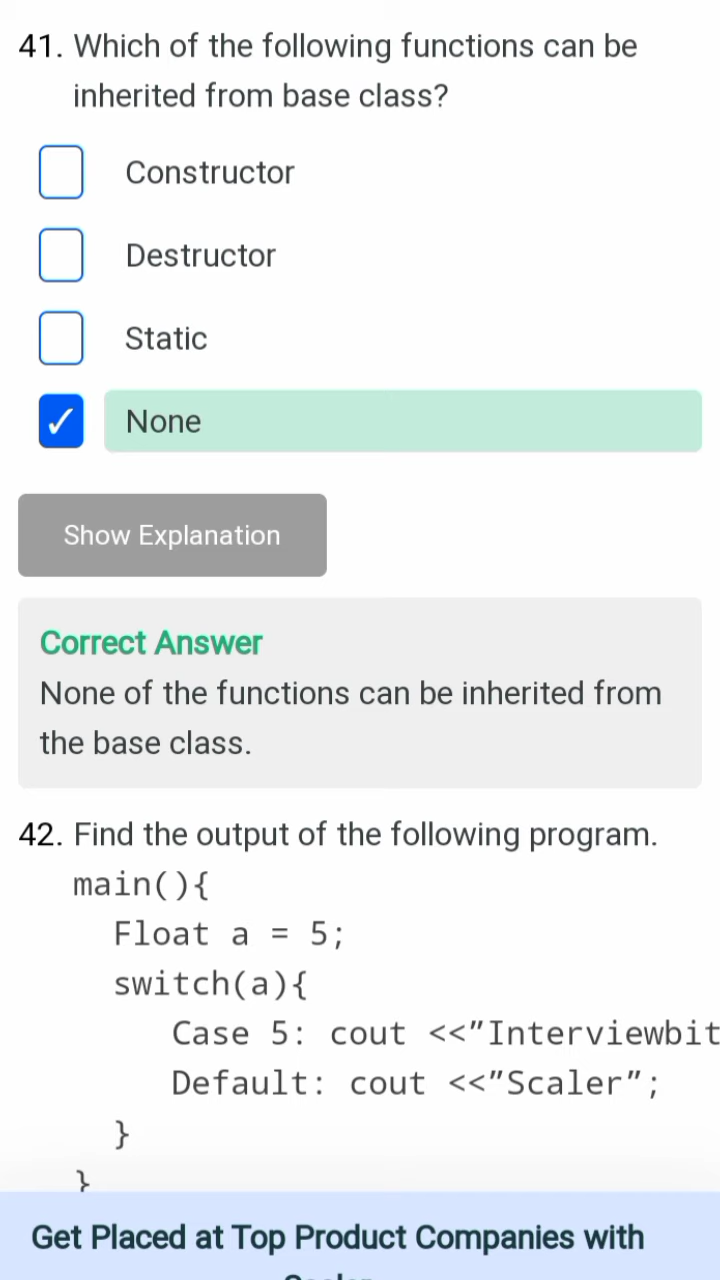 41. Which of the following functions can be
inherited from base class?
Constructor
Destructor
Static
None
Show Explanation
Correct Answer
None of the functions can be inherited from
the base class.
42. Find the output of the following program.
main(){
Float a = 5;
switch(a){
Case 5: cout <<”Interviewbit
Default: cout <<”Scaler”;
}
}
Get Placed at Top Product Companies with